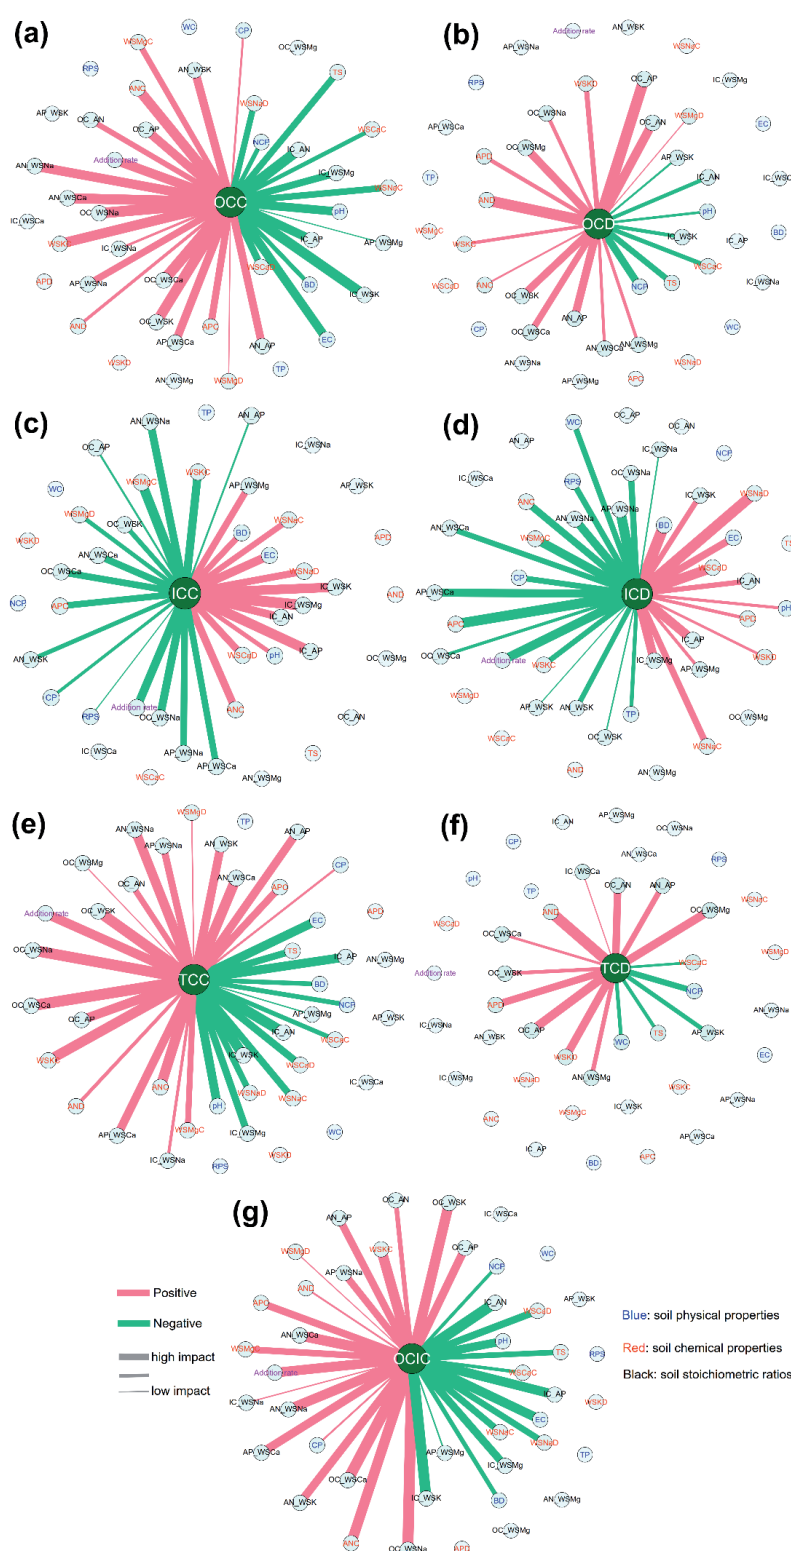 (a)
WC
CP
WSMgC
OC_WSMg
RPS
AN_WSK
TS
ANC
WSNaD
AP_WSK
OC_AN
OC_AP
WSCaC
NCP
IC_AN
Addition rate
AN_WSNa
IC_WSMg
WSNaC
AN_WSCa
OCC
OC_WSNa
pH
IC_WSCa
WSKC
IC_WSNa
IC_AP
AP_WSMg
WSCaD
APD
AP_WSNa
OC_WSCa
BD
IC_WSK
AND
OC_WSK
APC
AP_WSCa
AN_AP
EC
WSKD
AN_WSMg
WSMgD
TP
(b)
Addition rate
AN_WSK
AP_WSNa
WSNaC
RPS
WSKD
OC_AP
IC_WSMg
OC_WSNa
WSMgD
EC
AP_WSCa
OC_WSMg
OC_AN
AP_WSK
APD
TP
IC_AN
IC_WSCa
AND
pH
OCD
WSMgC
WSKC
IC_WSK
IC_AP
BD
WSCaC
WSCaD
ANC
OC_WSK
NCP
TS
IC_WSNa
CP
OC_WSCa
AN_AP
WC
AN_WSNa
AN_WSCa
AN_WSMg
WSNaD
AP_WSMg
APC
(c)
TP
AN_WSNa
AN_AP
OC_AP
IC_WSNa
WSMgC
WSKC
AP_WSMg
AP_WSK
WC
WSMgD
OC_WSK
WSNaC
WSKD
BD
APD
AN_WSCa
EC
OC_WSCa
WSNaD
ICC
IC_WSK
AND
NCP
APC
IC_WSMg
IC_AN
AN_WSK
WSCaD
pH
IC_AP
OC_WSMg
CP
RPS
Addition rate
OC_WSNa
ANC
OC_AN
IC_WSCa
AP_WSNa
AP_WSCa
TS
WSCaC
AN_WSMg
(d)
WC
OC_AP
OC_AN
AN_AP
IC_WSNa
NCP
IC_WSCa
RPS
OC_WSNa
ANC
AP_WSNa
IC_WSK
WSNaD
AN_WSCa
AN_WSNa
BD
WSMgC
EC
TS
WSCaD
CP
IC_AN
AP_WSCa
ICD
pH
APC
APC
IC_AP
OC_WSCa
Addition rate
WSKC
IC_WSMg
AP_WSMg
WSKD
WSMgD
AP_WSK
AN_WSK
TP
OC_WSMg
WSCaC
OC_WSK
WSNaC
AND
AN_WSMg
(e)
WSMgD
TP
AN_WSNa
AP_WSNa
AN_WSK
AN_AP
OC_WSMg
CP
OC_AN
AN_WSCa
APC
Addition rate
OC_WSK
APD
EC
OC_WSNa
TS
IC_AP
AN_WSMg
TCC
BD
OC_WSCa
NCP
OC_AP
AP_WSMg
AP_WSK
IC_AN
WSCaC
WSKC
IC_WSK
WSCaD
ANC
WSNaD
WSNaC
IC_WSCa
AND
pH
AP_WSCa
WSMgC
IC_WSMg
WC
IC_WSNa
RPS
WSKD
(f)
IC_AN
AP_WSMg
CP
OC_WSNa
AN_WSCa
RPS
pH
IC_WSCa
TP
OC_AN
AN_AP
WSNaC
WSCaD
AND
OC_WSMg
OC_WSCa
WSMgD
Addition rate
OC_WSK
TCD
WSCaC
NCP
APD
AN_WSNa
IC_WSNa
OC_AP
TS
AP_WSK
AN_WSK
WC
WSKD
EC
IC_WSMg
WSNaD
AN_WSMg
WSKC
AP_WSNa
ANC
WSMgC
IC_WSK
AP_WSCa
IC_AP
BD
APC
(g)
OC_AN
OC_WSK
AN_AP
IC_WSCa
WSMgD
WSKC
OC_AP
WC
AP_WSNa
NCP
Positive
AND
APC
IC_AN
AP_WSK
WSCaD
Negative
AN_WSCa
pH
Blue: soil physical properties
WSMgC
TS
RPS
high impact
OCIC
Red: soil chemical properties
Addition rate
WSCaC
Black: soil stoichiometric ratios
low impact
IC_WSNa
AN_WSNa
IC_AP
WSKD
EC
AP_WSCa
CP
WSNaC
WSNaD
AP_WSMg
IC_WSMg
TP
OC_WSCa
AN_WSK
IC_WSK
BD
AN_WSMg
OC_WSMg
ANC
OC_WSNa
APD